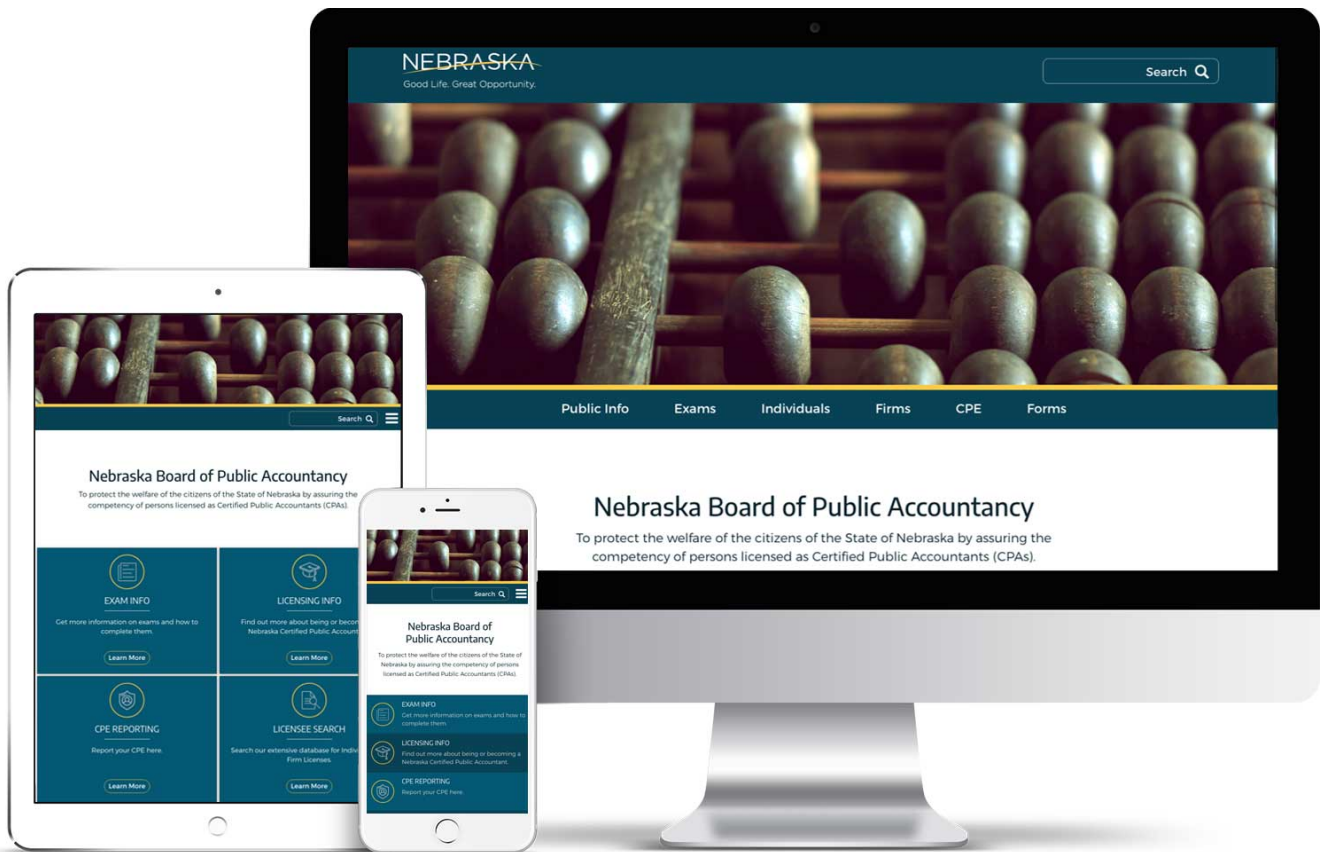 NEBRASKA
Good Life. Great Opportunity.
Search
Public Info Exams Individuals Firms CPE Forms
Nebraska Board of Public Accountancy
To protect the welfare of the citizens of the State of Nebraska by assuring the
competency of persons licensed as Certified Public Accountants (CPAs).
Search
Nebraska Board of Public Accountancy
To protect the welfare of the citizens of the State of Nebraska by assuring the
competency of persons licensed as Certified Public Accountants (CPAs).
EXAM INFO
Get more information on exams and how to
complete them.
Learn More
LICENSING INFO
Find out more about being or
Nebraska Certified Public
Learn More
CPE REPORTING
Report your CPE here.
Learn More
LICENSEE SEARCH
Search our extensive database for
Firm Licenses.
Learn More
Search
Nebraska Board of
Public Accountancy
To protect the welfare of the citizens of the State of
Nebraska by assuring the competency of persons
licensed as Certified Public Accountants (CPAs).
EXAM INFO
Get more information on exams and how to
complete them.
LICENSING INFO
Find out more about being or becoming a
Nebraska Certified Public Accountant.
CPE REPORTING
Report your CPE here.